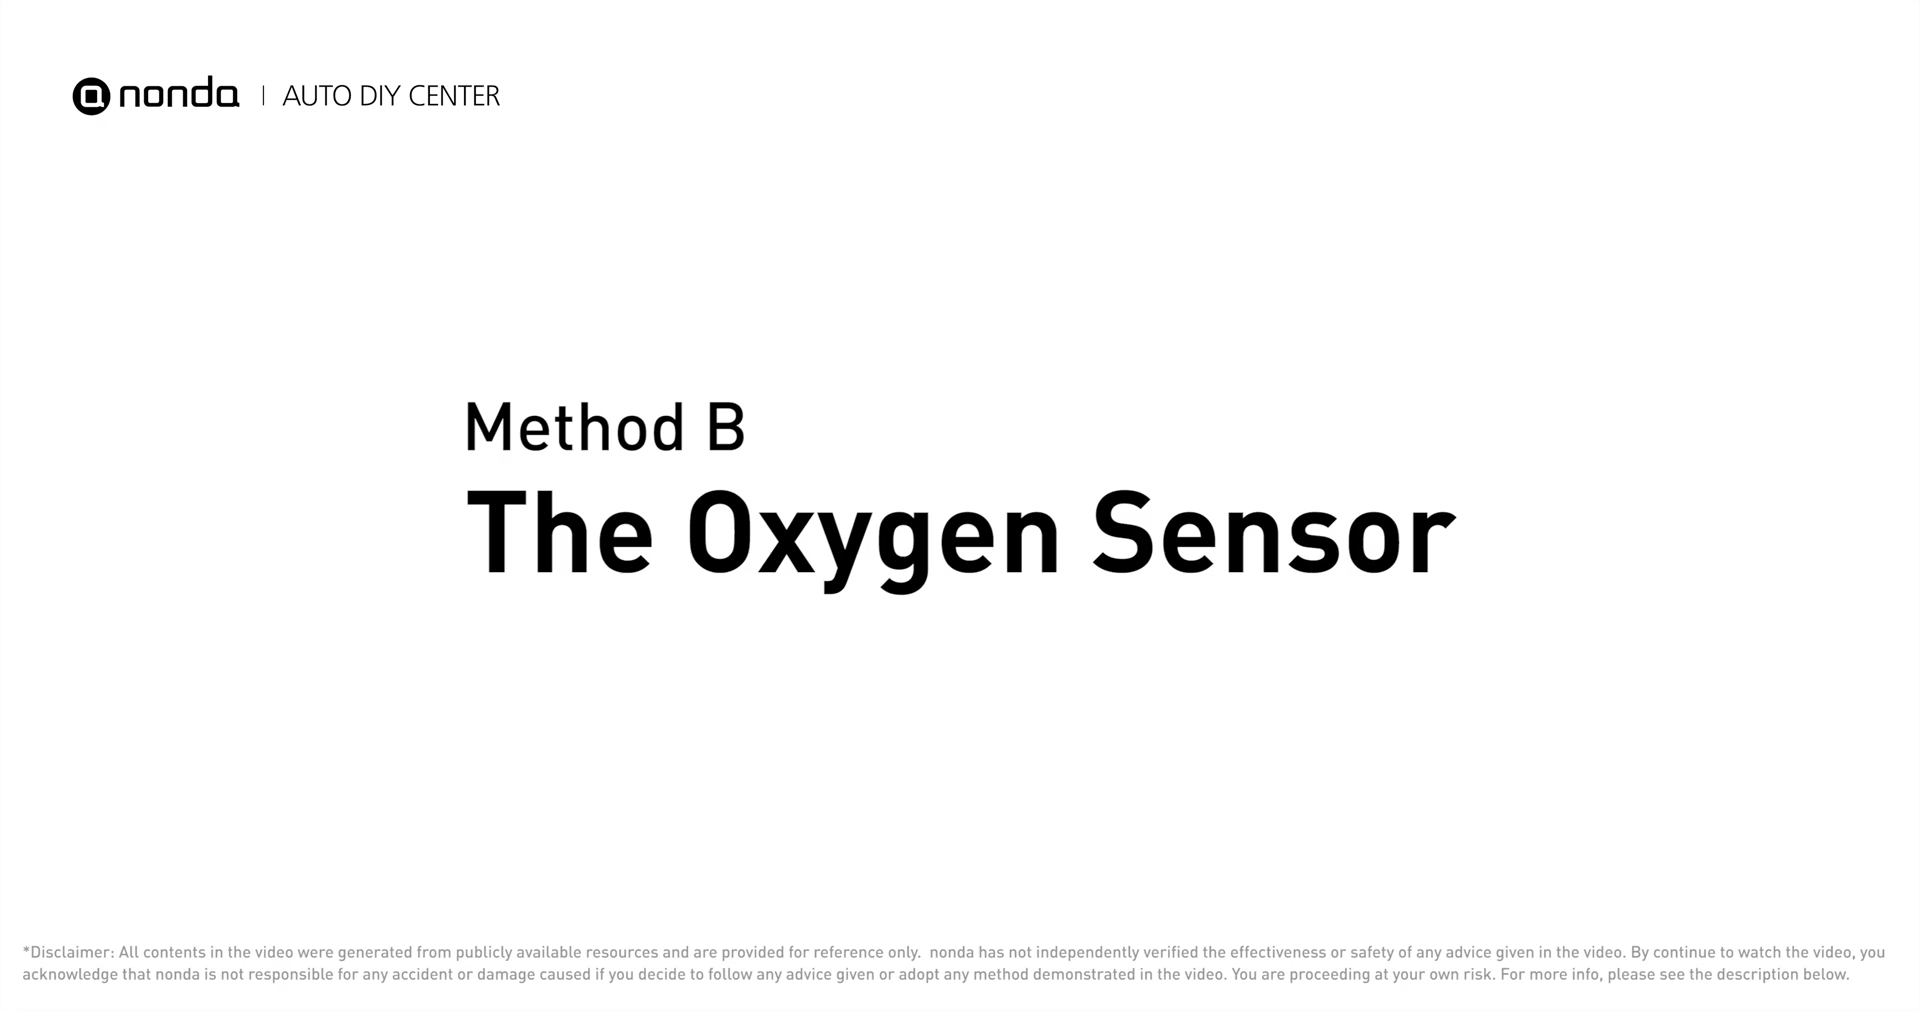 nonda | AUTO DIY CENTER
Method B
The Oxygen Sensor
*Disclaimer: All contents in the video were generated from publicly available resources and are provided for reference only.  nonda has not independently verified the effectiveness or safety of any advice given in the video. By continue to watch the video, you
acknowledge that nonda is not responsible for any accident or damage caused if you decide to follow any advice given or adopt any method demonstrated in the video. You are proceeding at your own risk. For more info, please see the description below.